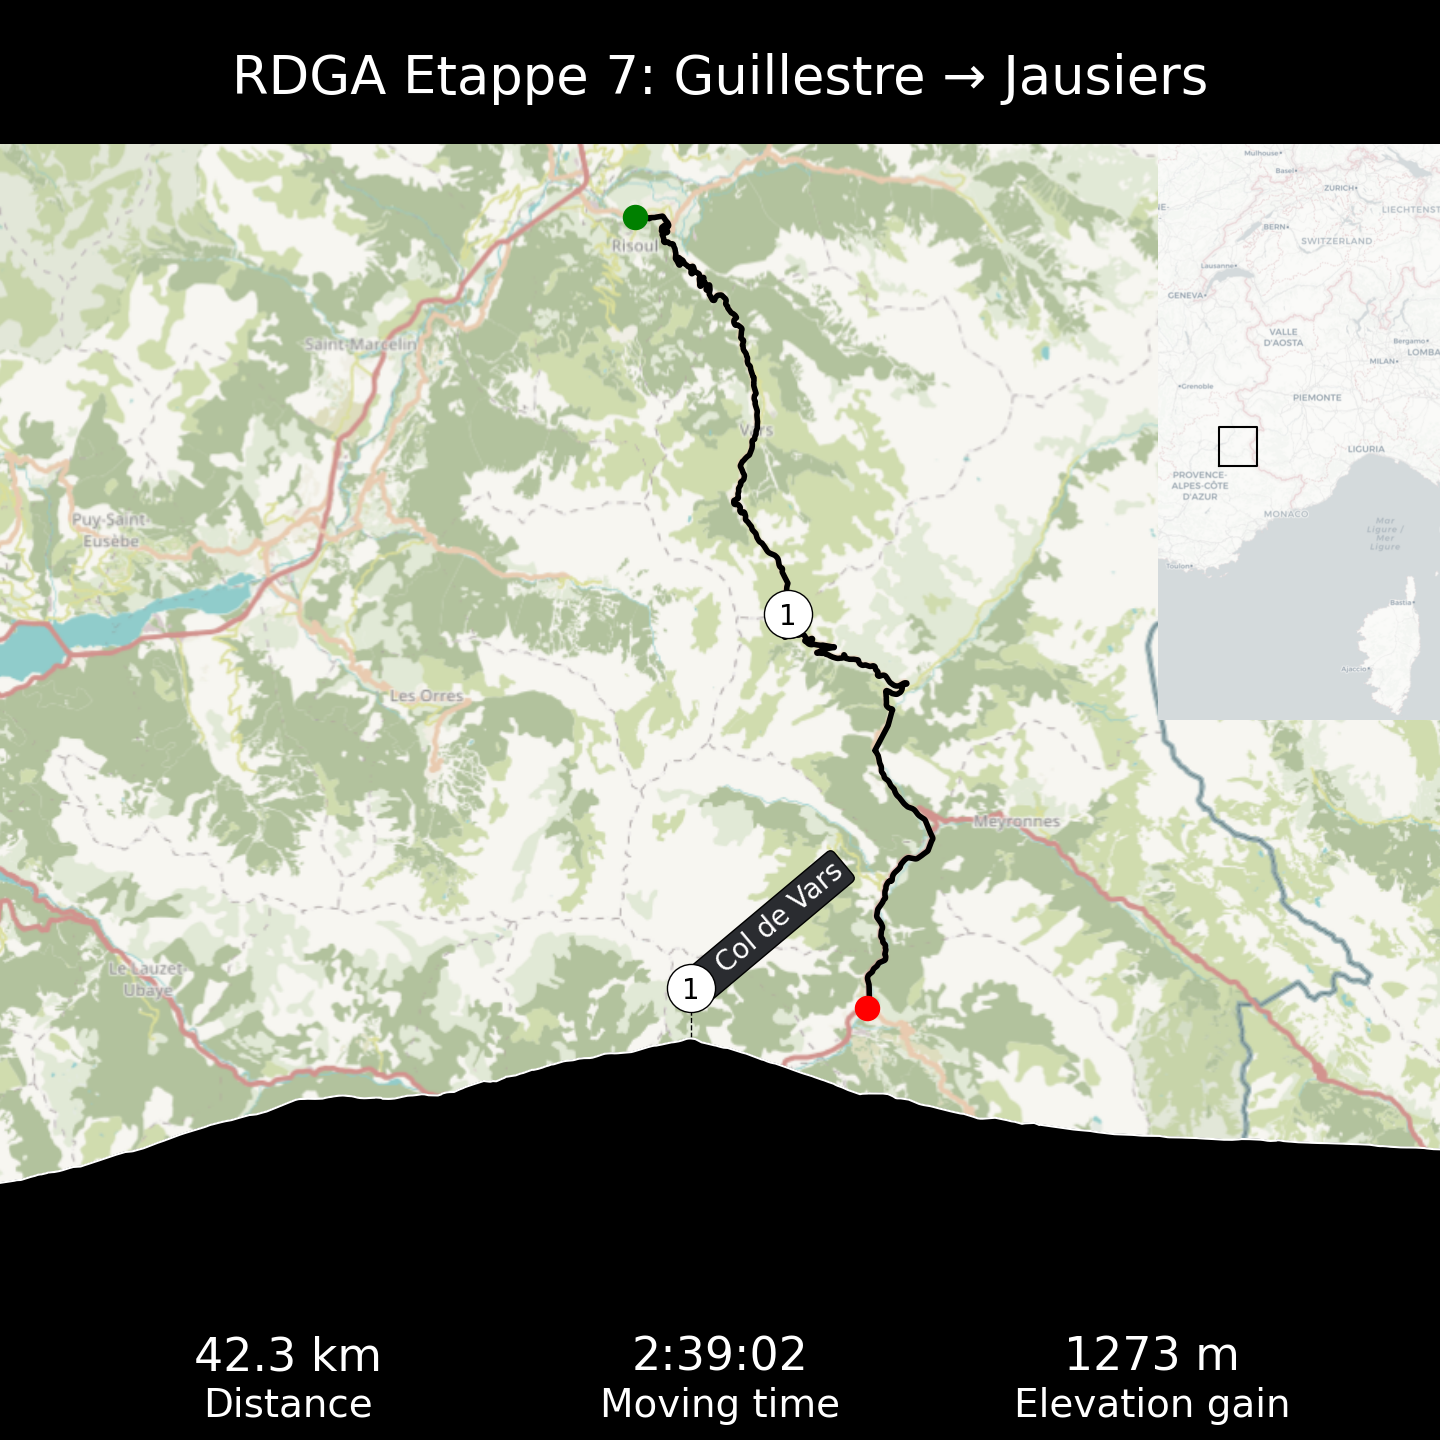 RDGA Etappe 7: Guillestre → Jausiers
Mulhouse
Basel
ZURICH
LIECHTENST
NE-
BERN
SWITZERLAND
Lausanne
GENEVA
VALLE
D'AOSTA
Bergamo
LOMBA
MILAN
Grenoble
PIEMONTE
LIGURIA
PROVENCE-
ALPES-CÔTE
D'AZUR
MONACO
Mar
Ligure /
Mer
Ligure
Toulon
Bastia
Ajaccio
Risoul
Saint-Marcelin
Vars
Puy-Saint-
Eusèbe
1
Les Orres
Meyronnes
Col de Vars
Le Lauzet-
Ubaye
1
42.3 km
Distance
2:39:02
Moving time
1273 m
Elevation gain